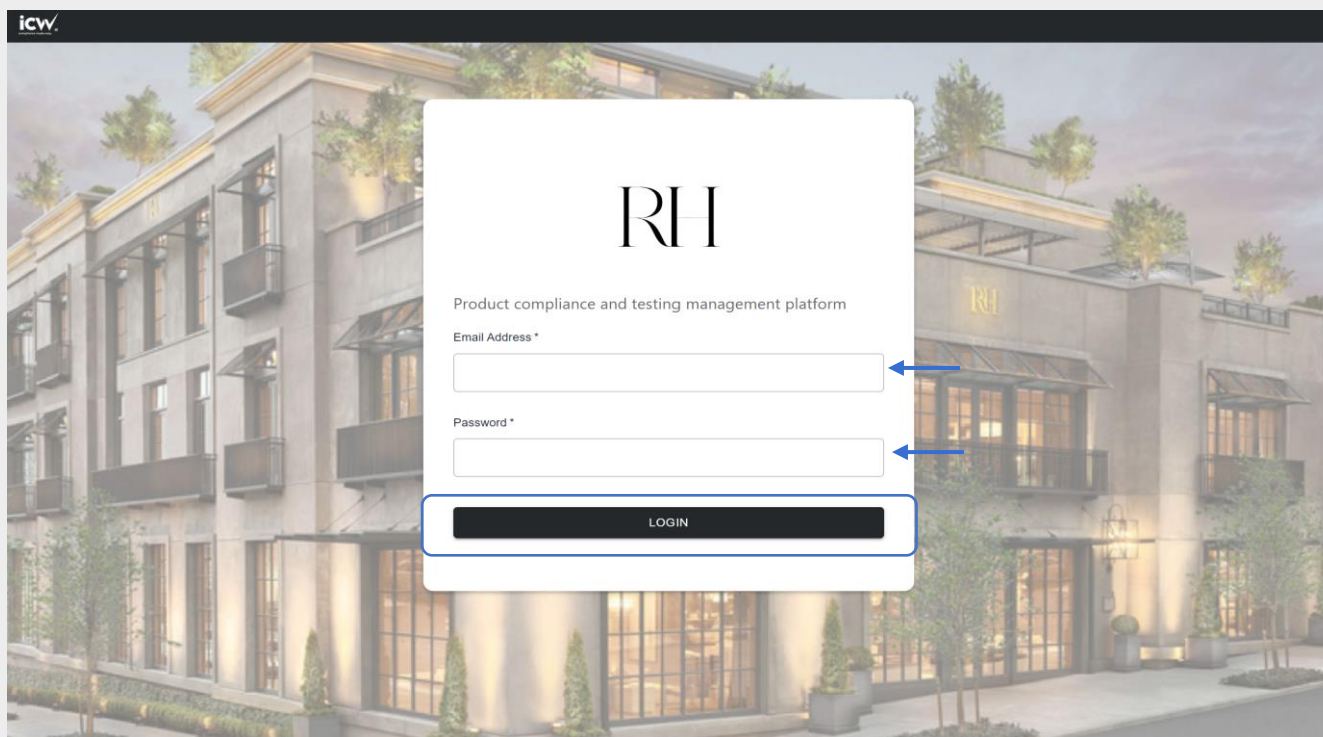 icw.
RH
Product compliance and testing management platform
Email Address *
RH
Password *
LOGIN